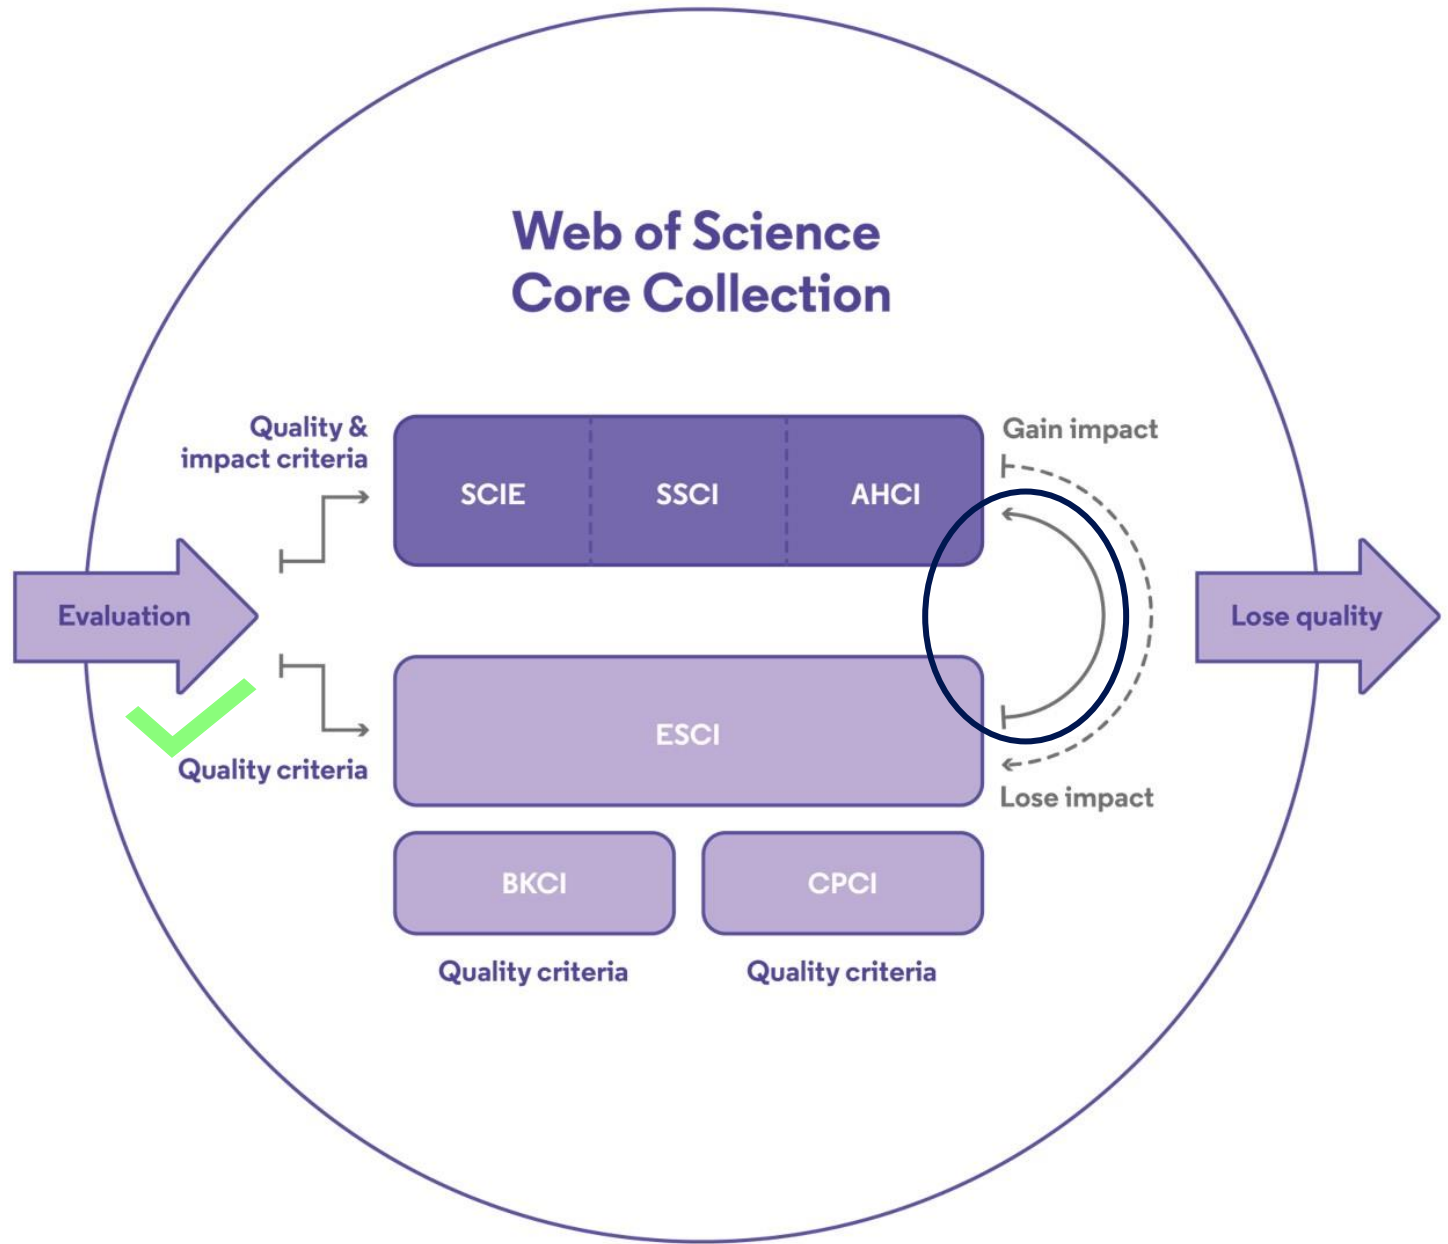 Web of Science
Core Collection
Quality &
impact criteria
SCIE
SSCI
AHCI
Gain impact
Evaluation
Lose quality
ESCI
Quality criteria
Lose impact
BKCI
CPCI
Quality criteria
Quality criteria